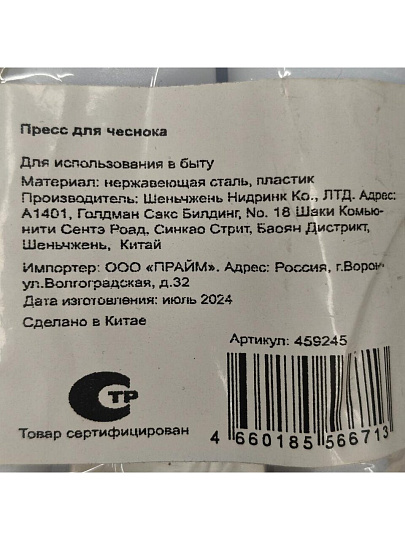 Пресс для чеснока
Для использования в быту
Материал: нержавеющая сталь, пластик
Производитель: Шеньчжень Нидринк Ко., ЛТД. Адрес:
А1401, Голдман Сакс Билдинг, No. 18 Шаки Комью-
нити Сентэ Роад, Синкао Стрит, Баоян Дистрикт,
Шеньчжень, Китай
Импортер: ООО «ПРАЙМ». Адрес: Россия, г.Ворон-
ул.Волгоградская, д.32
Дата изготовления: июль 2024
Сделано в Китае
Артикул: 459245
СТР
Товар сертифицирован
4 660185 566713